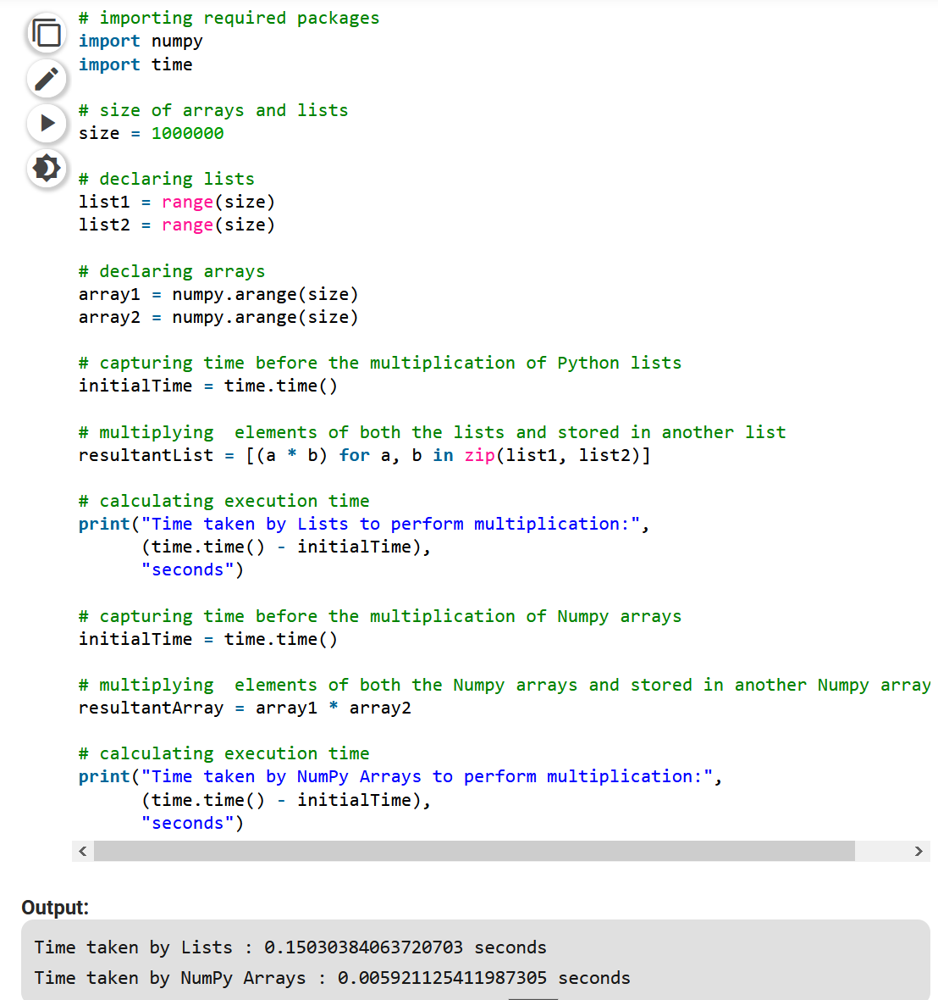 # importing required packages
import numpy
import time
# size of arrays and lists
size = 1000000
# declaring lists
list1 = range(size)
list2 = range(size)
# declaring arrays
array1 = numpy.arange(size)
array2 = numpy.arange(size)
# capturing time before the multiplication of Python lists
initialTime = time.time()
# multiplying  elements of both the lists and stored in another list
resultantList = [(a * b) for a, b in zip(list1, list2)]
# calculating execution time
print("Time taken by Lists to perform multiplication:",
      (time.time() - initialTime),
      "seconds")
# capturing time before the multiplication of Numpy arrays
initialTime = time.time()
# multiplying  elements of both the Numpy arrays and stored in another Numpy array
resultantArray = array1 * array2
# calculating execution time
print("Time taken by NumPy Arrays to perform multiplication:",
      (time.time() - initialTime),
      "seconds")
Output:
Time taken by Lists : 0.15030384063720703 seconds
Time taken by NumPy Arrays : 0.005921125411987305 seconds